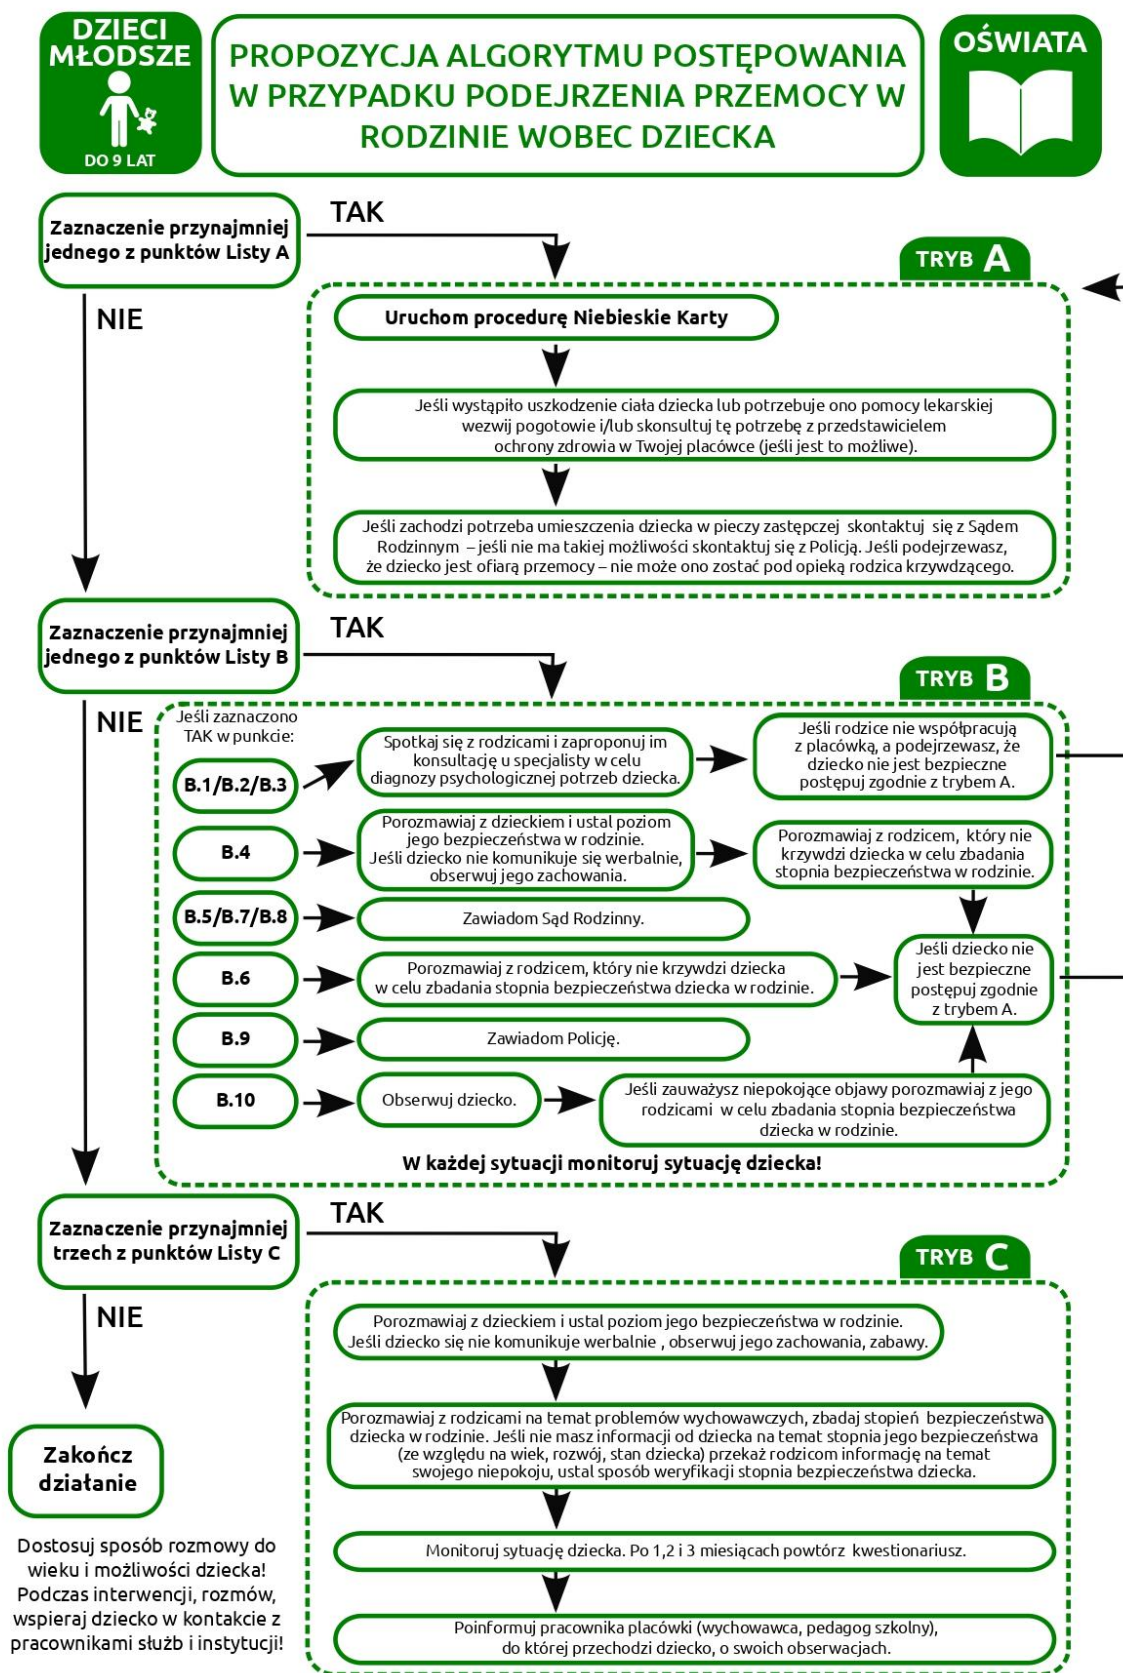 DZIECI
MŁODSZE
DO 9 LAT
PROPOZYCJA ALGORYTMU POSTĘPOWANIA
W PRZYPADKU PODEJRZENIA PRZEMOCY W
RODZINIE WOBEC DZIECKA
OŚWIATA
Zaznaczenie przynajmniej
jednego z punktów Listy A
TAK
NIE
TRYB A
Uruchom procedurę Niebieskie Karty
Jeśli wystąpiło uszkodzenie ciała dziecka lub potrzebuje ono pomocy lekarskiej
wezwij pogotowie i/lub skonsultuj tę potrzebę z przedstawicielem
ochrony zdrowia w Twojej placówce (jeśli jest to możliwe).
Jeśli zachodzi potrzeba umieszczenia dziecka w pieczy zastępczej skontaktuj się z Sądem
Rodzinnym – jeśli nie ma takiej możliwości skontaktuj się z Policją. Jeśli podejrzewasz,
że dziecko jest ofiarą przemocy – nie może ono zostać pod opieką rodzica krzywdzącego.
Zaznaczenie przynajmniej
jednego z punktów Listy B
TAK
NIE
TRYB B
Jeśli zaznaczono
TAK w punkcie:
B.1/B.2/B.3
Spotkaj się z rodzicami i zaproponuj im
konsultację u specjalisty w celu
diagnozy psychologicznej potrzeb dziecka.
Jeśli rodzice nie współpracują
z placówką, a podejrzewasz, że
dziecko nie jest bezpieczne
postępuj zgodnie z trybem A.
B.4
Porozmawiaj z dzieckiem i ustal poziom
jego bezpieczeństwa w rodzinie.
Jeśli dziecko nie komunikuje się werbalnie,
obserwuj jego zachowania.
Porozmawiaj z rodzicem, który nie
krzywdzi dziecka w celu zbadania
stopnia bezpieczeństwa w rodzinie.
B.5/B.7/B.8
Zawiadom Sąd Rodzinny.
B.6
Porozmawiaj z rodzicem, który nie krzywdzi dziecka
w celu zbadania stopnia bezpieczeństwa dziecka w rodzinie.
Jeśli dziecko nie
jest bezpieczne
postępuj zgodnie
z trybem A.
B.9
Zawiadom Policję.
B.10
Obserwuj dziecko.
Jeśli zauważysz niepokojące objawy porozmawiaj z jego
rodzicami w celu zbadania stopnia bezpieczeństwa
dziecka w rodzinie.
W każdej sytuacji monitoruj sytuację dziecka!
Zaznaczenie przynajmniej
trzech z punktów Listy C
TAK
NIE
TRYB C
Porozmawiaj z dzieckiem i ustal poziom jego bezpieczeństwa w rodzinie.
Jeśli dziecko się nie komunikuje werbalnie , obserwuj jego zachowania, zabawy.
Porozmawiaj z rodzicami na temat problemów wychowawczych, zbadaj stopień bezpieczeństwa
dziecka w rodzinie. Jeśli nie masz informacji od dziecka na temat stopnia jego bezpieczeństwa
(ze względu na wiek, rozwój, stan dziecka) przekaż rodzicom informację na temat
swojego niepokoju, ustal sposób weryfikacji stopnia bezpieczeństwa dziecka.
Monitoruj sytuację dziecka. Po 1,2 i 3 miesiącach powtórz kwestionariusz.
Poinformuj pracownika placówki (wychowawca, pedagog szkolny),
do której przechodzi dziecko, o swoich obserwacjach.
Zakończ
działanie
Dostosuj sposób rozmowy do
wieku i możliwości dziecka!
Podczas interwencji, rozmów,
wspieraj dziecko w kontakcie z
pracownikami służb i instytucji!